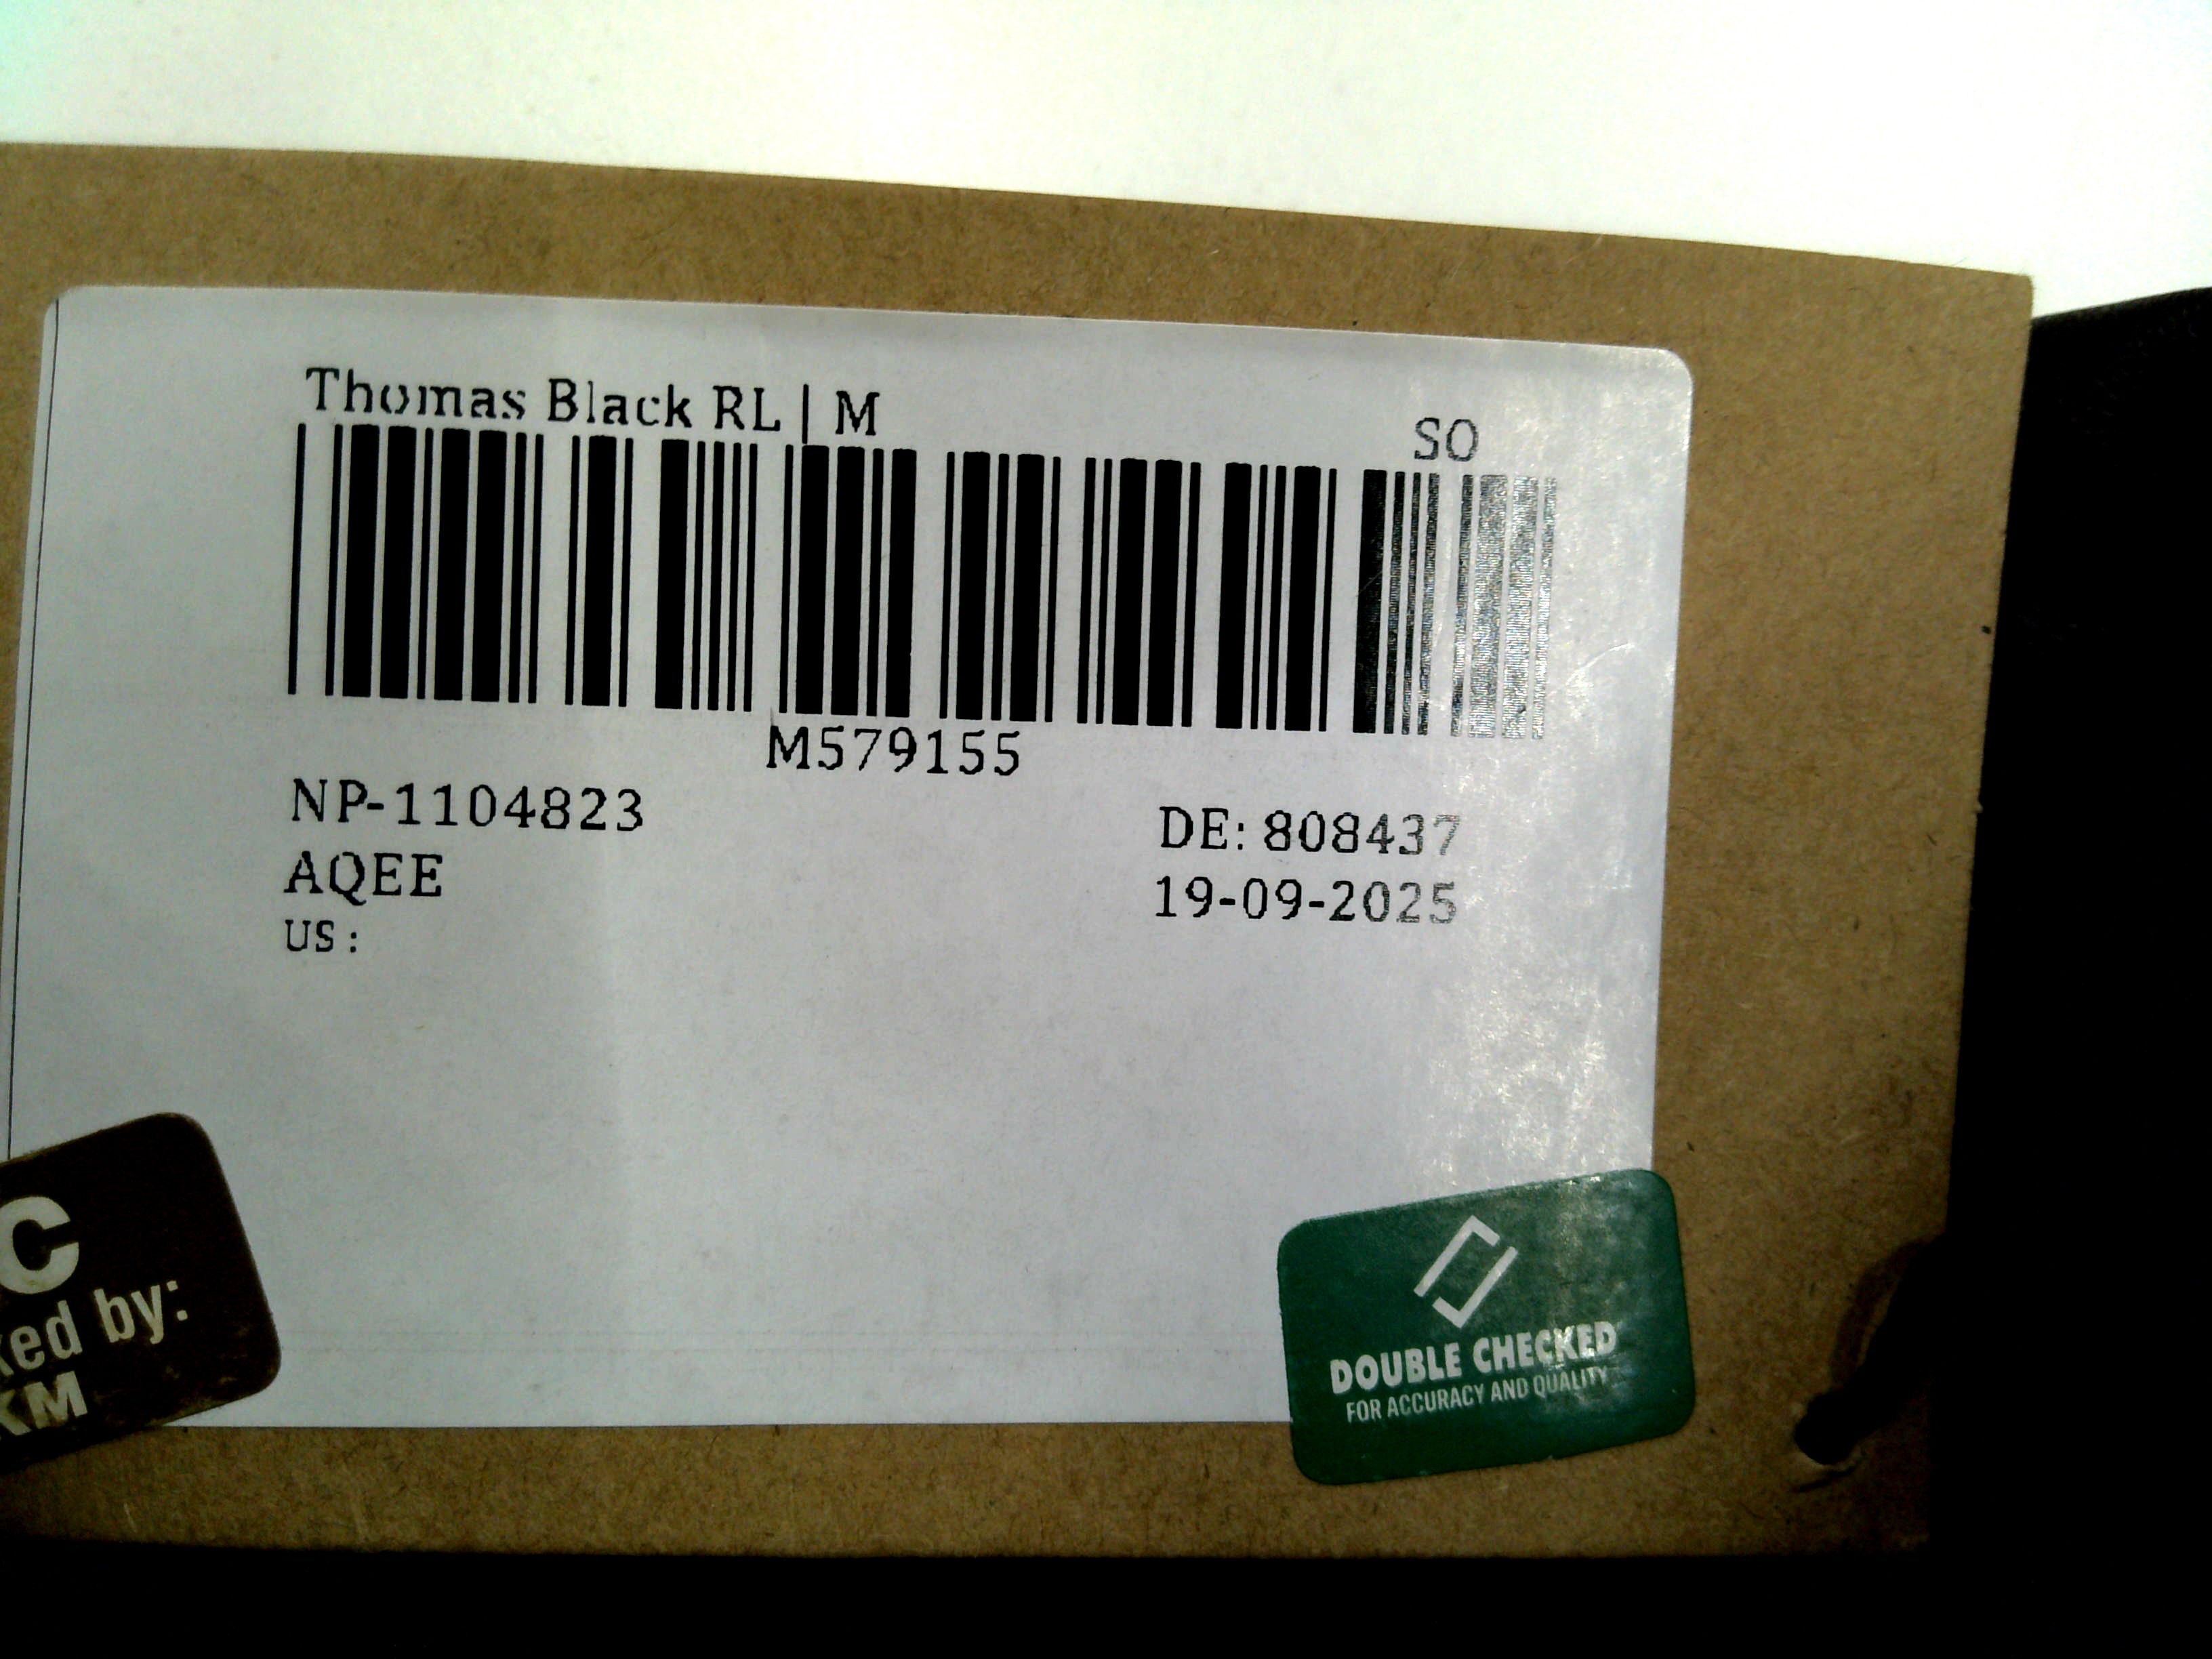 Thomas Black RL | M
SO
M579155
NP-1104823
DE: 808437
AQEE
19-09-2025
US:
C
ked by:
KM
DOUBLE CHECKED
FOR ACCURACY AND QUALITY